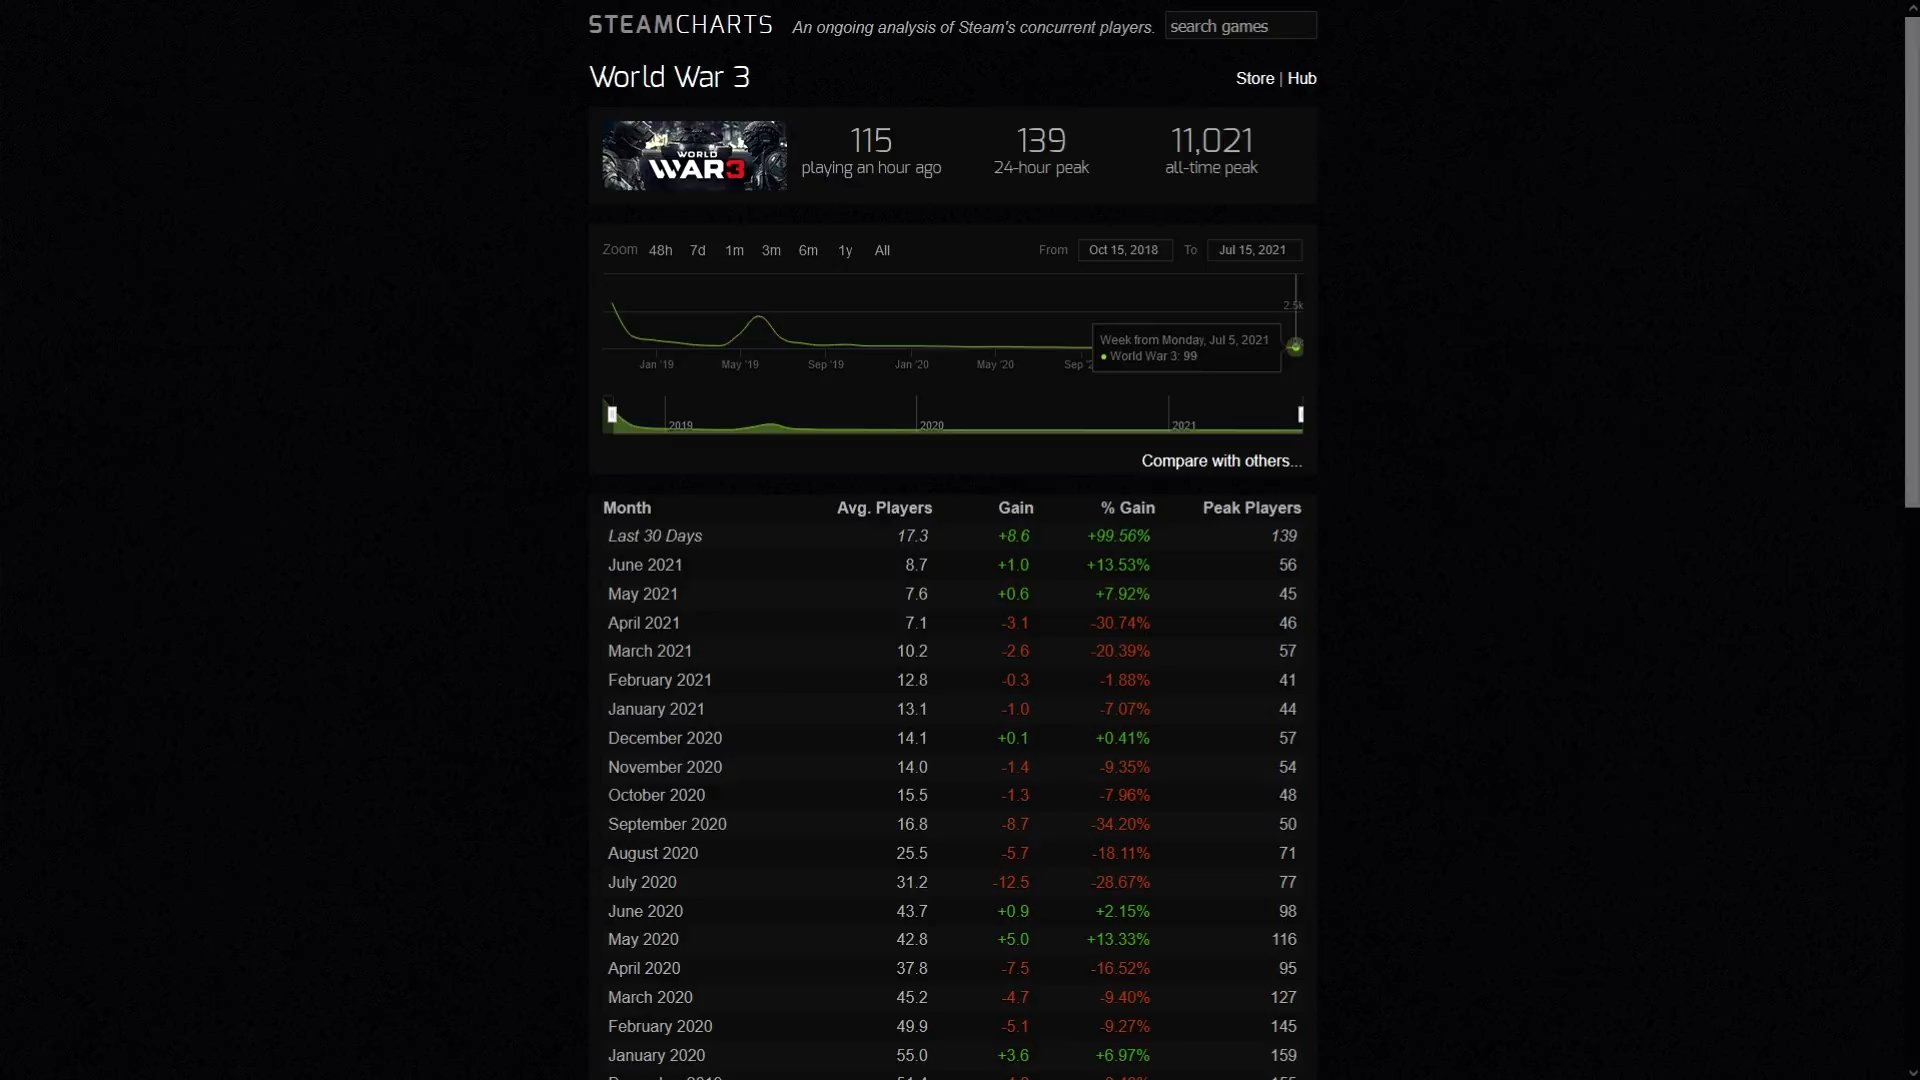 STEAMCHARTS An ongoing analysis of Steam's concurrent players. search games
World War 3 Store | Hub
WORLD
WAR3
115 139 11,021
playing an hour ago 24-hour peak all-time peak
Zoom 48h 7d 1m 3m 6m 1y All From Oct 15, 2018 To Jul 15, 2021
2.5k
Week from Monday, Jul 5, 2021
● World War 3: 99
Jan '19 May '19 Sep '19 Jan '20 May '20 Sep
2019 2020 2021
Compare with others...
Month Avg. Players Gain % Gain Peak Players
Last 30 Days 17.3 +8.6 +99.56% 139
June 2021 8.7 +1.0 +13.53% 56
May 2021 7.6 +0.6 +7.92% 45
April 2021 7.1 -3.1 -30.74% 46
March 2021 10.2 -2.6 -20.39% 57
February 2021 12.8 -0.3 -1.88% 41
January 2021 13.1 -1.0 -7.07% 44
December 2020 14.1 +0.1 +0.41% 57
November 2020 14.0 -1.4 -9.35% 54
October 2020 15.5 -1.3 -7.96% 48
September 2020 16.8 -8.7 -34.20% 50
August 2020 25.5 -5.7 -18.11% 71
July 2020 31.2 -12.5 -28.67% 77
June 2020 43.7 +0.9 +2.15% 98
May 2020 42.8 +5.0 +13.33% 116
April 2020 37.8 -7.5 -16.52% 95
March 2020 45.2 -4.7 -9.40% 127
February 2020 49.9 -5.1 -9.27% 145
January 2020 55.0 +3.6 +6.97% 159